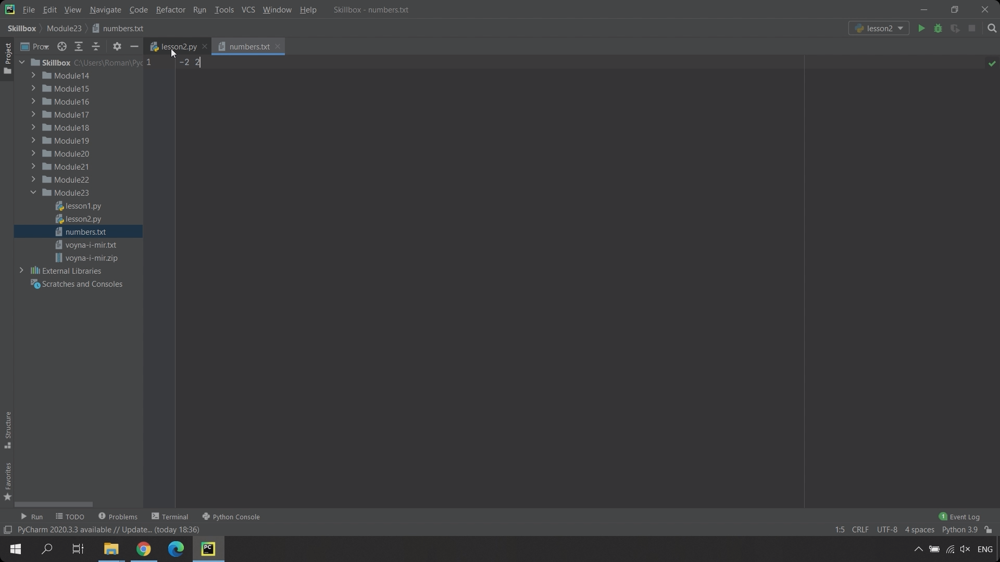 File Edit View Navigate Code Refactor Run Tools VCS Window Help Skillbox - numbers.txt
Skillbox Module23 numbers.txt lesson2
Project
Pro... lesson2.py numbers.txt
Skillbox C:\Users\Roman\Pyc
1 -2 2
Module14
Module15
Module16
Module17
Module18
Module19
Module20
Module21
Module22
Module23
lesson1.py
lesson2.py
numbers.txt
voyna-i-mir.txt
voyna-i-mir.zip
External Libraries
Scratches and Consoles
Structure
Favorites
Run TODO Problems Terminal Python Console 1 Event Log
PyCharm 2020.3.3 available // Update... (today 18:36) 1:5 CRLF UTF-8 4 spaces Python 3.9
PC ENG